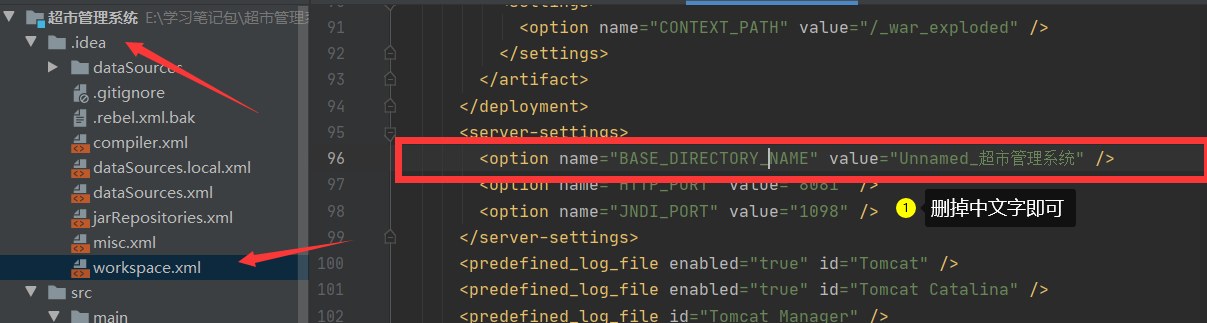 超市管理系统 E:\学习笔记包\超市管理系
.idea
dataSources
.gitignore
.rebel.xml.bak
compiler.xml
dataSources.local.xml
dataSources.xml
jarRepositories.xml
misc.xml
workspace.xml
src
main
90 <settings>
91 <option name="CONTEXT_PATH" value="/_war_exploded" />
92 </settings>
93 </artifact>
94 </deployment>
95 <server-settings>
96 <option name="BASE_DIRECTORY_NAME" value="Unnamed_超市管理系统" />
97 <option name="HTTP_PORT" value="8081" />
98 <option name="JNDI_PORT" value="1098" />
1 删掉中文字即可
99 </server-settings>
100 <predefined_log_file enabled="true" id="Tomcat" />
101 <predefined_log_file enabled="true" id="Tomcat Catalina" />
102 <predefined_log_file id="Tomcat Manager" />